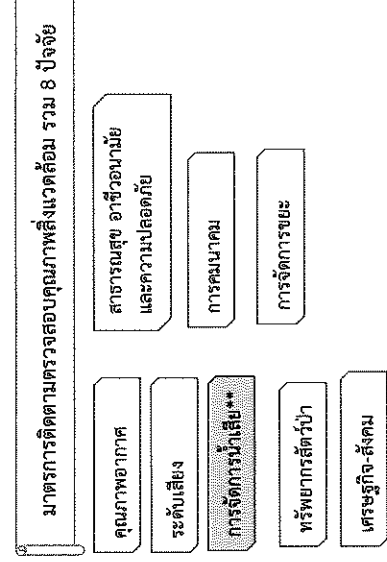 มาตรการติดตามตรวจสอบคุณภาพสิ่งแวดล้อม รวม 8 ปัจจัย
คุณภาพอากาศ
ระดับเสียง
การจัดการน้ำเสีย**
ทรัพยากรสัตว์ป่า
เศรษฐกิจ-สังคม
สาธารณสุข อาชีวอนามัย
และความปลอดภัย
การคมนาคม
การจัดการขยะ